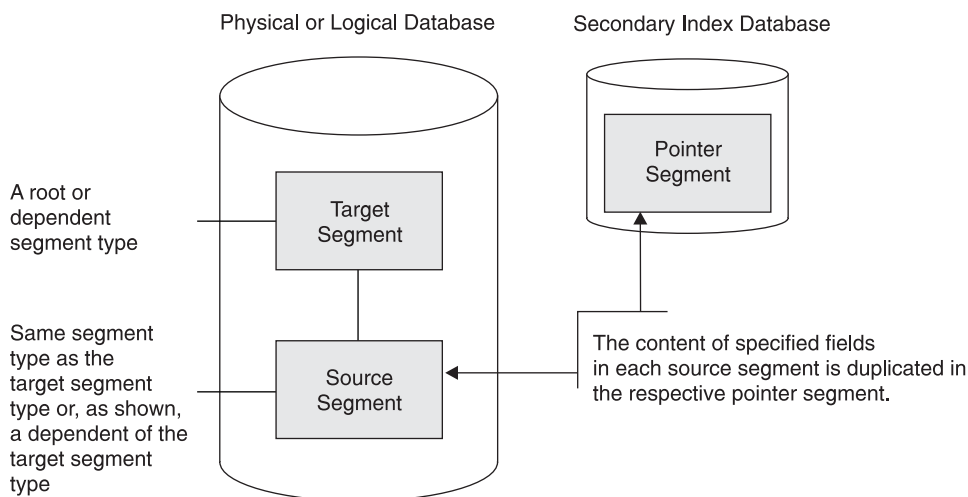 Physical or Logical Database
Secondary Index Database
Pointer
Segment
A root or
dependent
segment type
Target
Segment
Same segment
type as the
target segment
type or, as shown,
a dependent of the
target segment
type
Source
Segment
The content of specified fields
in each source segment is duplicated in
the respective pointer segment.